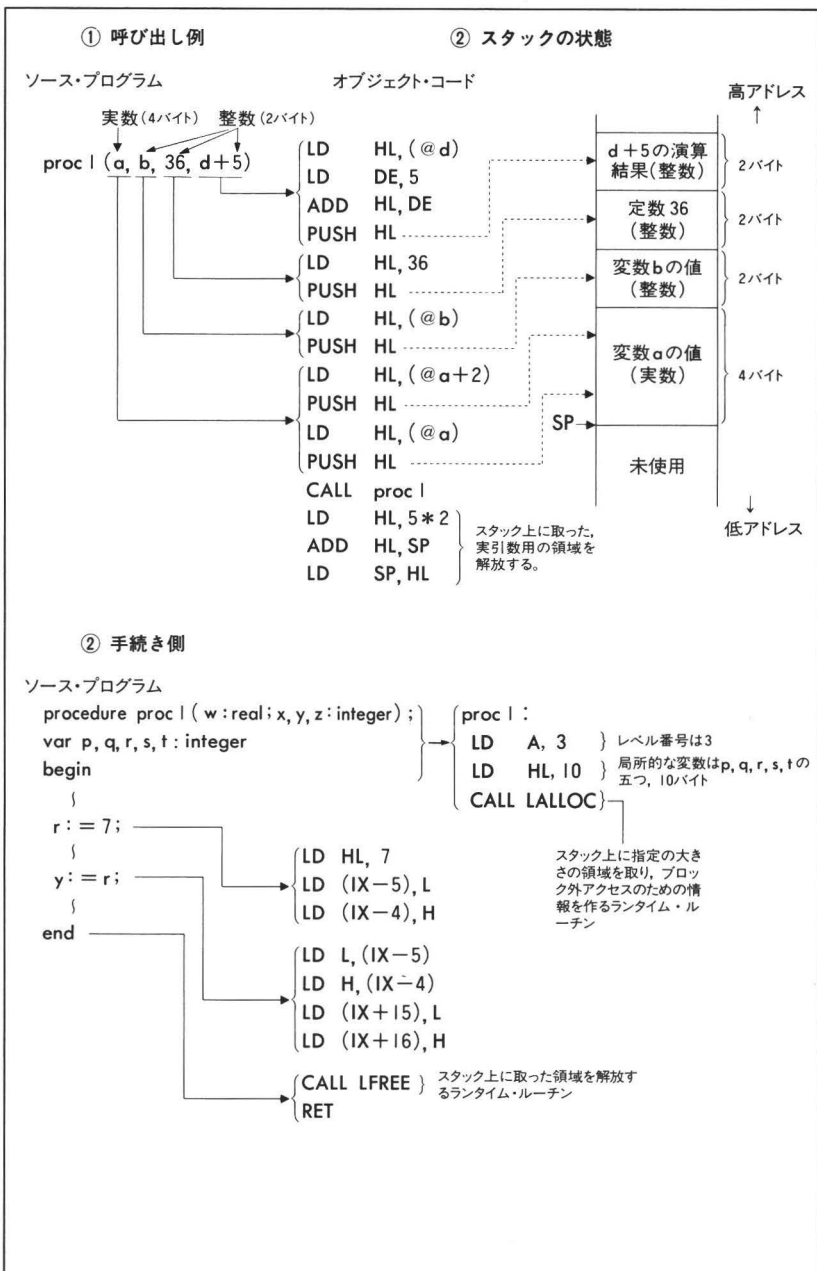 ① 呼び出し例
② スタックの状態
ソース・プログラム
オブジェクト・コード
高アドレス
↑
実数(4バイト) 整数(2バイト)
proc1(a, b, 36, d+5)
LD HL, (@d)
LD DE, 5
ADD HL, DE
PUSH HL
LD HL, 36
PUSH HL
LD HL, (@b)
PUSH HL
LD HL, (@a+2)
PUSH HL
LD HL, (@a)
PUSH HL
CALL proc1
LD HL, 5*2
ADD HL, SP
LD SP, HL
スタック上に取った,
実引数用の領域を
解放する。
d+5の演算
結果(整数)
2バイト
定数36
(整数)
2バイト
変数bの値
(整数)
2バイト
変数aの値
(実数)
4バイト
SP
未使用
↓
低アドレス
② 手続き側
ソース・プログラム
procedure proc1(w:real;x,y,z:integer);
var p, q, r, s, t : integer
begin
∫
r:=7;
∫
y:=r;
∫
end
proc1:
LD A, 3 レベル番号は3
LD HL, 10 局所的な変数はp, q, r, s, tの
五つ, 10バイト
CALL LALLOC
スタック上に指定の大き
さの領域を取り, ブロッ
ク外アクセスのための情
報を作るランタイム・ルー
チン
LD HL, 7
LD (IX-5), L
LD (IX-4), H
LD L, (IX-5)
LD H, (IX-4)
LD (IX+15), L
LD (IX+16), H
CALL LFREE スタック上に取った領域を解放す
るランタイム・ルーチン
RET